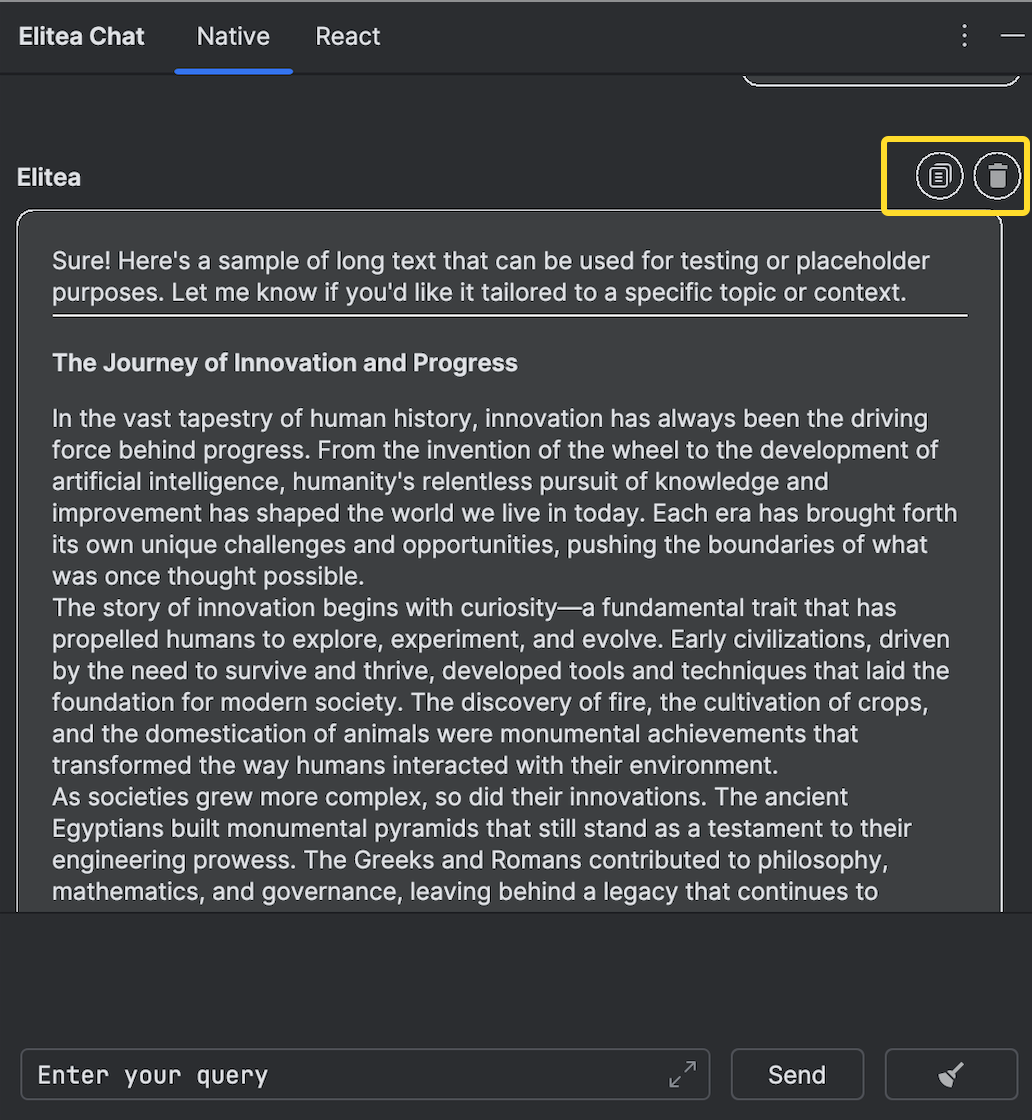 Elitea Chat Native React
Elitea
Sure! Here's a sample of long text that can be used for testing or placeholder
purposes. Let me know if you'd like it tailored to a specific topic or context.
The Journey of Innovation and Progress
In the vast tapestry of human history, innovation has always been the driving
force behind progress. From the invention of the wheel to the development of
artificial intelligence, humanity's relentless pursuit of knowledge and
improvement has shaped the world we live in today. Each era has brought forth
its own unique challenges and opportunities, pushing the boundaries of what
was once thought possible.
The story of innovation begins with curiosity—a fundamental trait that has
propelled humans to explore, experiment, and evolve. Early civilizations, driven
by the need to survive and thrive, developed tools and techniques that laid the
foundation for modern society. The discovery of fire, the cultivation of crops,
and the domestication of animals were monumental achievements that
transformed the way humans interacted with their environment.
As societies grew more complex, so did their innovations. The ancient
Egyptians built monumental pyramids that still stand as a testament to their
engineering prowess. The Greeks and Romans contributed to philosophy,
mathematics, and governance, leaving behind a legacy that continues to
Enter your query
Send